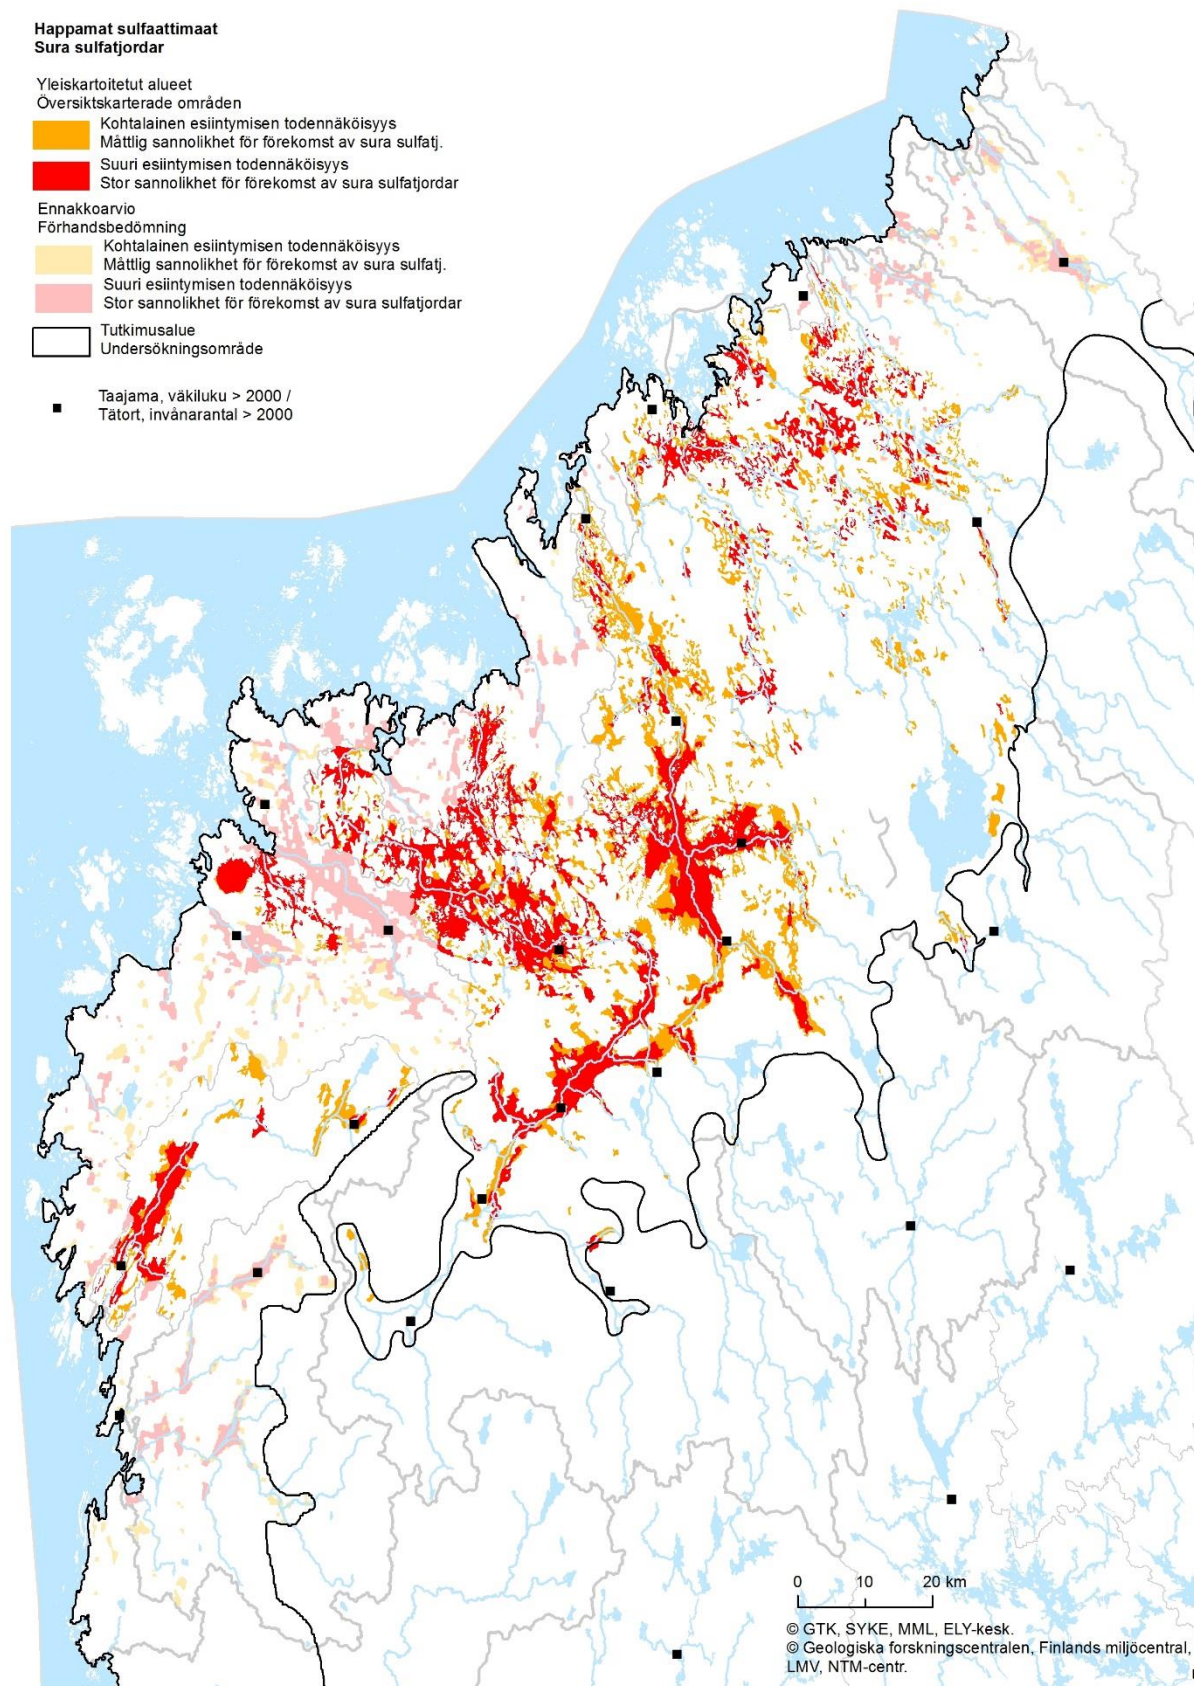 Happamat sulfaattimaat
Sura sulfatjordar
Yleiskartoitetut alueet
Översiktskarterade områden
Kohtalainen esiintymisen todennäköisyys
Måttlig sannolikhet för förekomst av sura sulfatj.
Suuri esiintymisen todennäköisyys
Stor sannolikhet för förekomst av sura sulfatjordar
Ennakkoarvio
Förhandsbedömning
Kohtalainen esiintymisen todennäköisyys
Måttlig sannolikhet för förekomst av sura sulfatj.
Suuri esiintymisen todennäköisyys
Stor sannolikhet för förekomst av sura sulfatjordar
Tutkimusalue
Undersökningsområde
Taajama, väkiluku > 2000 /
Tätort, invånarantal > 2000
0 10 20 km
© GTK, SYKE, MML, ELY-kesk.
© Geologiska forskningscentralen, Finlands miljöcentral,
LMV, NTM-centr.